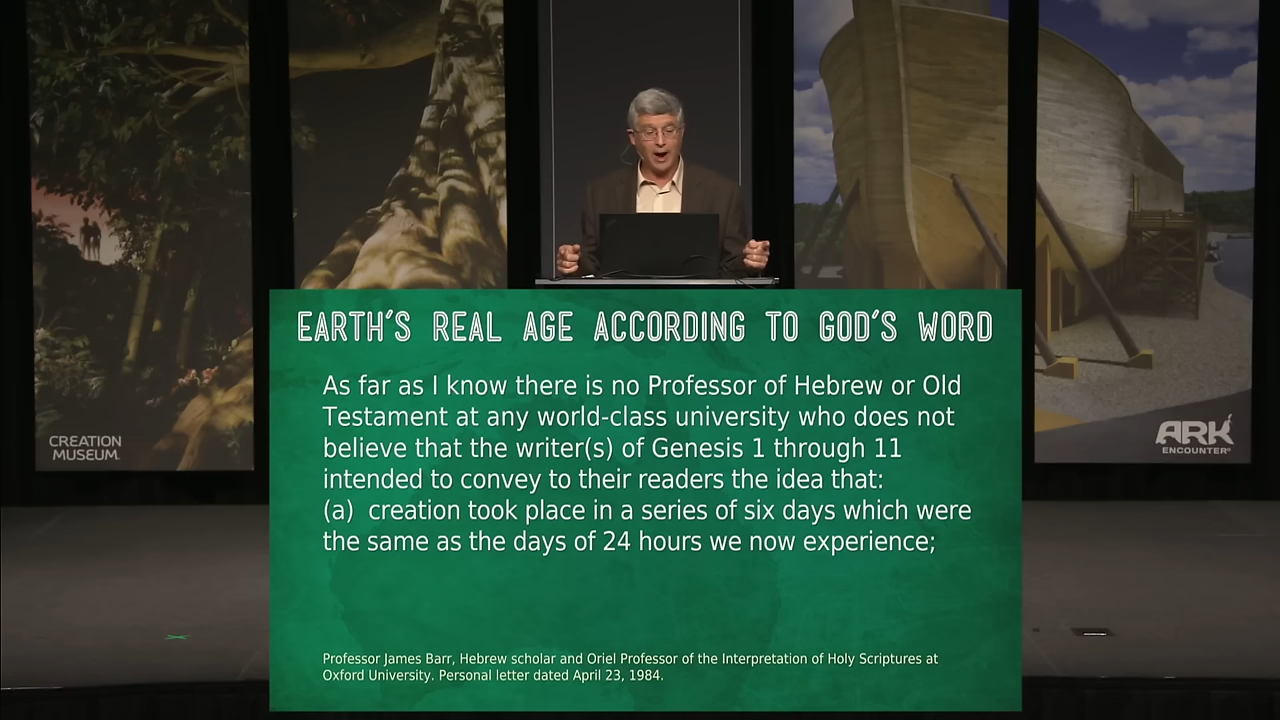 EARTH'S REAL AGE ACCORDING TO GOD'S WORD
As far as I know there is no Professor of Hebrew or Old
Testament at any world-class university who does not
believe that the writer(s) of Genesis 1 through 11
intended to convey to their readers the idea that:
(a) creation took place in a series of six days which were
the same as the days of 24 hours we now experience;
Professor James Barr, Hebrew scholar and Oriel Professor of the Interpretation of Holy Scriptures at
Oxford University. Personal letter dated April 23, 1984.
CREATION
MUSEUM.
ARK
ENCOUNTER®